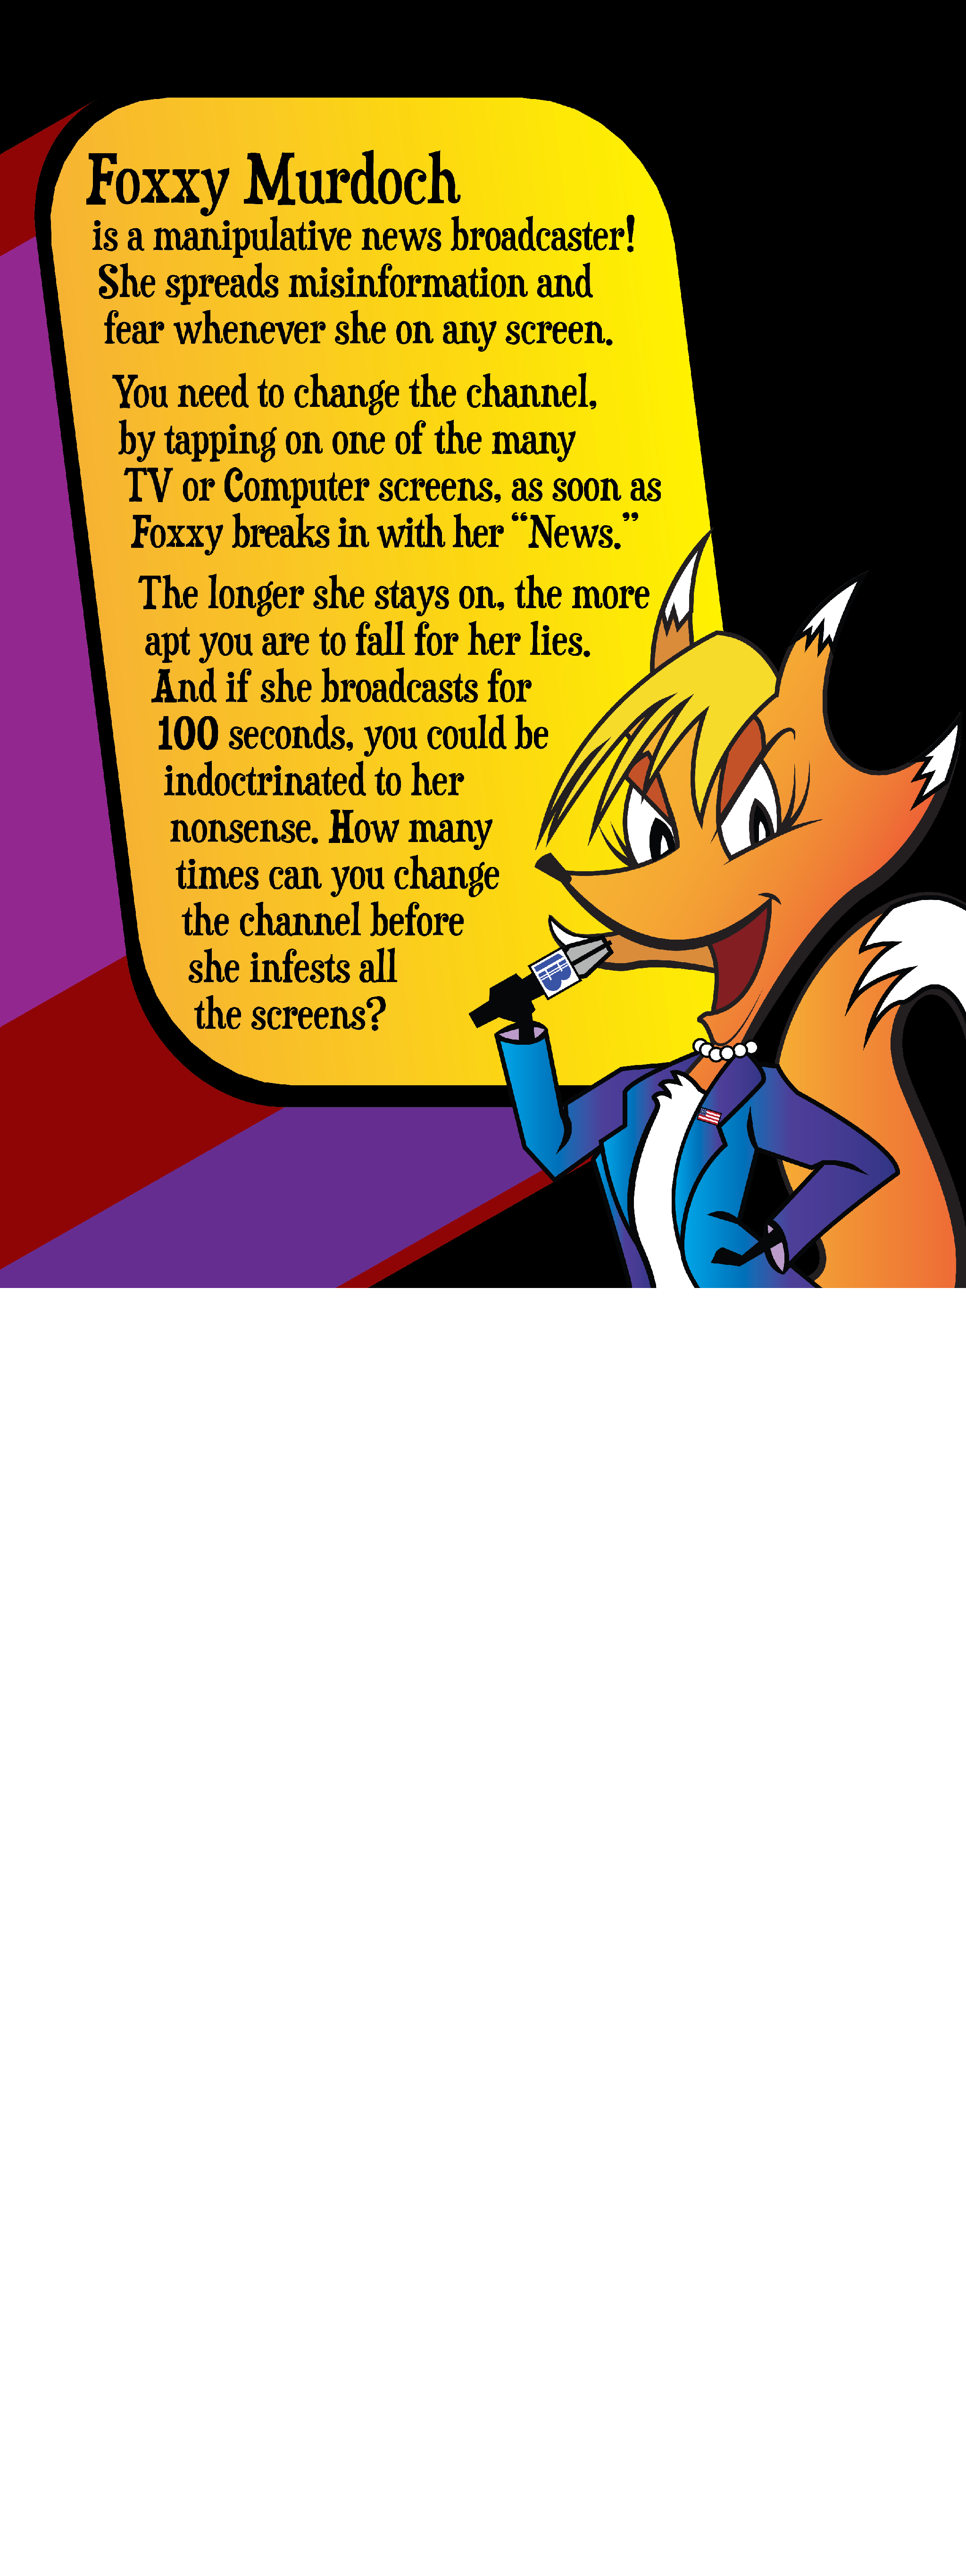 Foxxy Murdoch
is a manipulative news broadcaster!
She spreads misinformation and
fear whenever she on any screen.
You need to change the channel,
by tapping on one of the many
TV or Computer screens, as soon as
Foxxy breaks in with her “News.”
The longer she stays on, the more
apt you are to fall for her lies.
And if she broadcasts for
100 seconds, you could be
indoctrinated to her
nonsense. How many
times can you change
the channel before
she infests all
the screens?